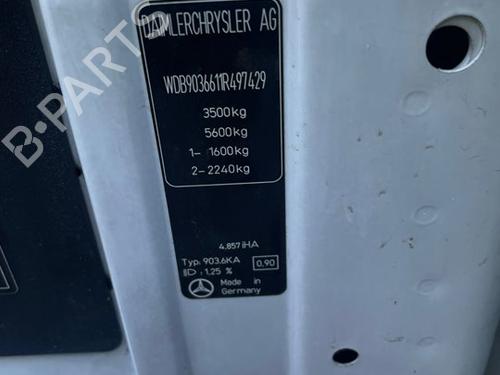 B-PARTS
DAIMLERCHRYSLER AG
WDB9036611R497429
3500kg
5600kg
1- 1600kg
2- 2240kg
4.857 iHA
Typ: 903.6KA 0,90
1.25 %
Made in
Germany